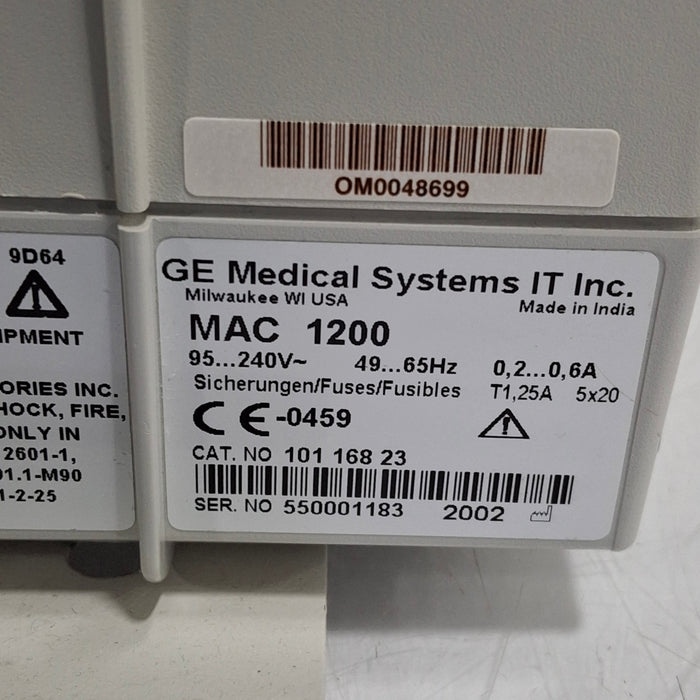 OM0048699
9D64
IPMENT
ORIES INC.
HOCK, FIRE,
ONLY IN
2601-1,
01.1-M90
1-2-25
GE Medical Systems IT Inc.
Milwaukee WI USA
Made in India
MAC 1200
95...240V~ 49...65Hz 0,2...0,6A
Sicherungen/Fuses/Fusibles T1,25A 5x20
CE-0459
CAT. NO 101 168 23
SER. NO 550001183 2002